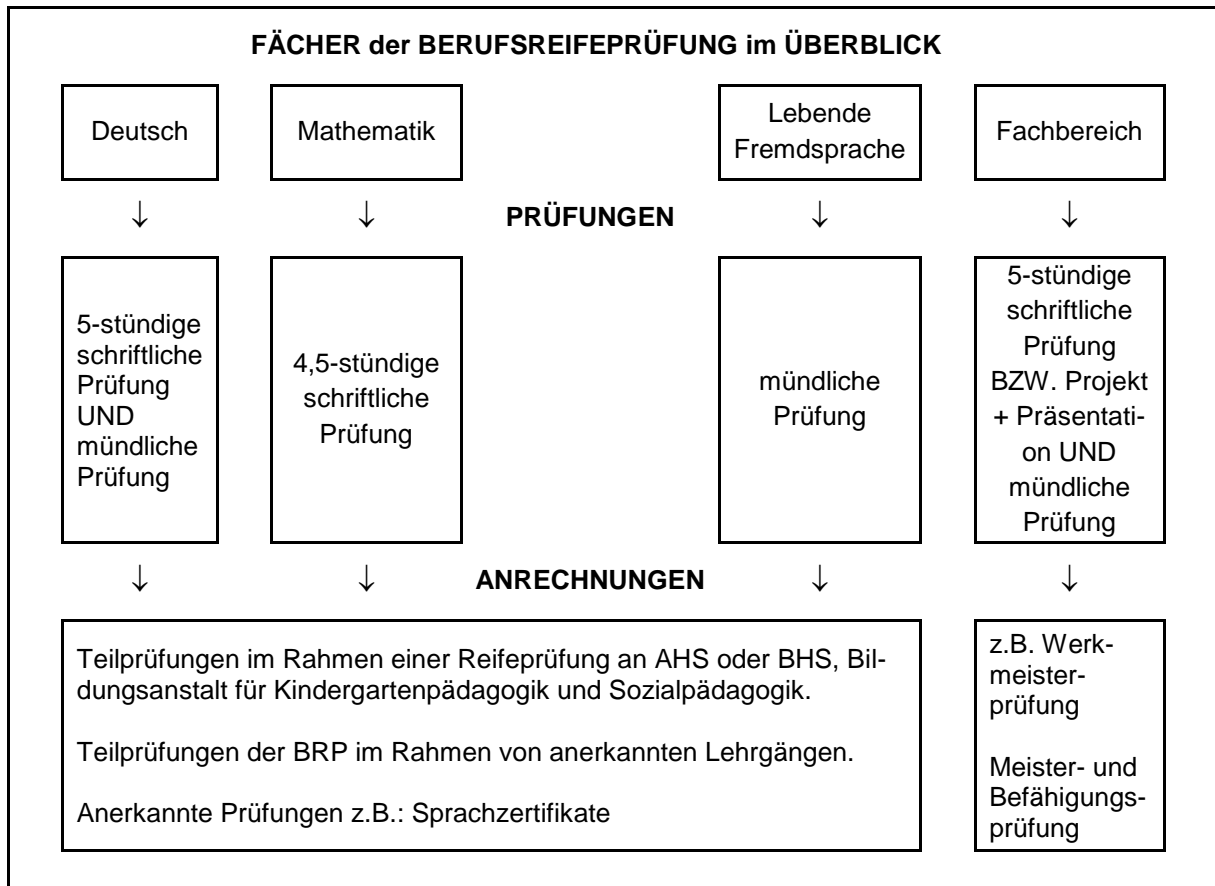 FÄCHER der BERUFSREIFEPRÜFUNG im ÜBERBLICK
Deutsch
Mathematik
Lebende
Fremdsprache
Fachbereich
↓
↓
PRÜFUNGEN
↓
↓
5-stündige
schriftliche
Prüfung
UND
mündliche
Prüfung
4,5-stündige
schriftliche
Prüfung
mündliche
Prüfung
5-stündige
schriftliche
Prüfung
BZW. Projekt
+ Präsentati-
on UND
mündliche
Prüfung
↓
↓
ANRECHNUNGEN
↓
↓
Teilprüfungen im Rahmen einer Reifeprüfung an AHS oder BHS, Bil-
dungsanstalt für Kindergartenpädagogik und Sozialpädagogik.
Teilprüfungen der BRP im Rahmen von anerkannten Lehrgängen.
Anerkannte Prüfungen z.B.: Sprachzertifikate
z.B. Werk-
meister-
prüfung
Meister- und
Befähigungs-
prüfung